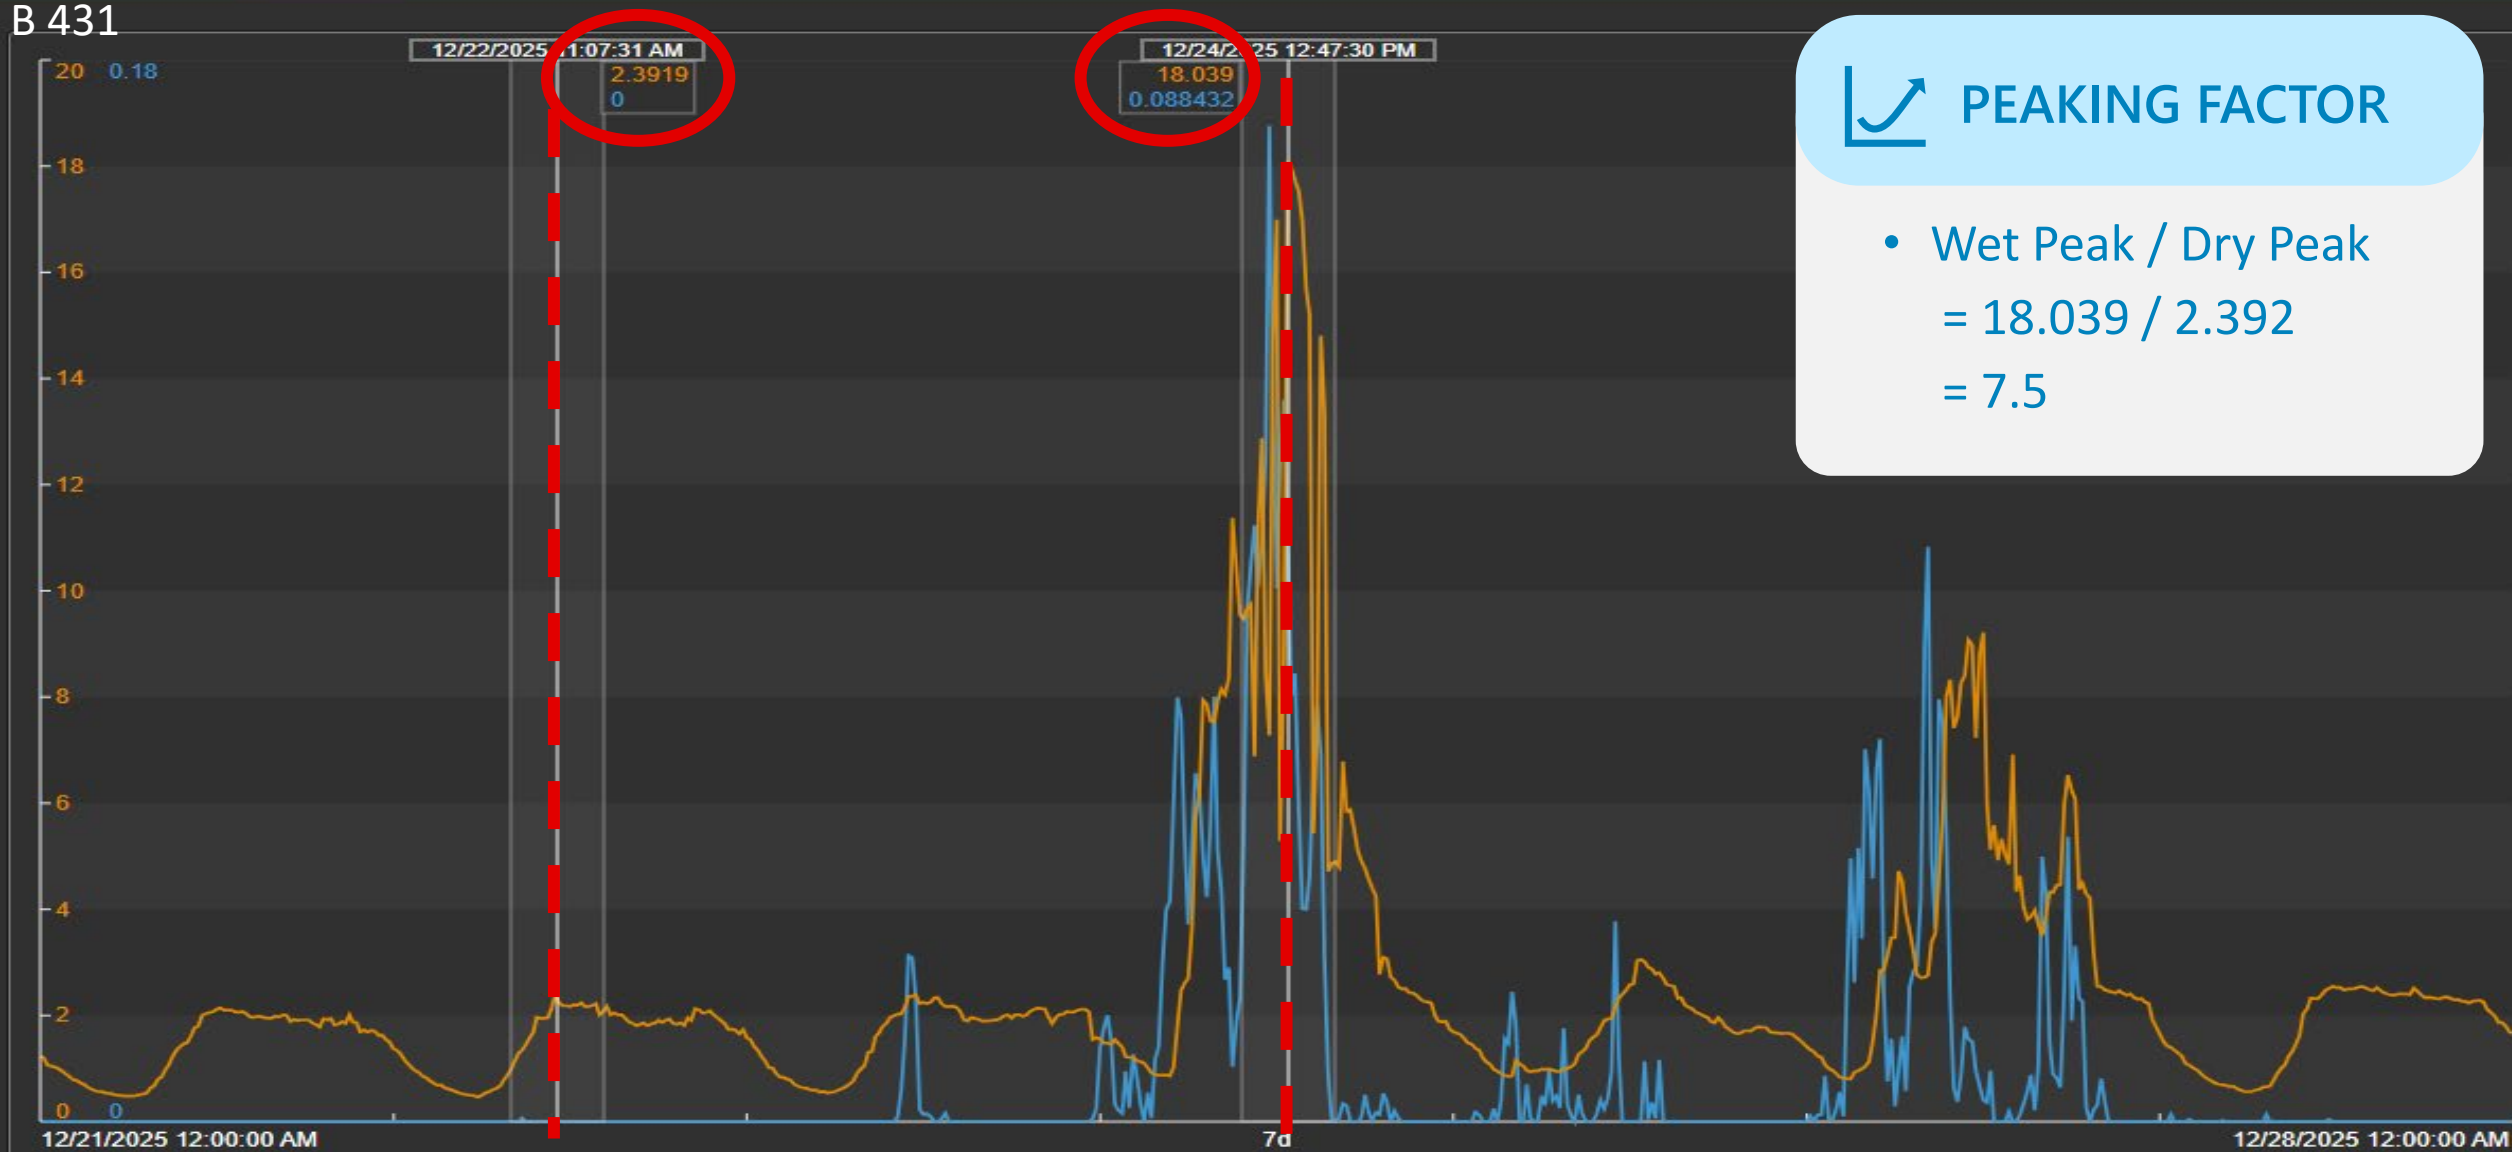 B 431
12/22/2025 11:07:31 AM
12/24/2025 12:47:30 PM
20 0.18
2.3919
0
18.039
0.088432
18
16
14
12
10
8
6
4
2
0 0
12/21/2025 12:00:00 AM
7d
12/28/2025 12:00:00 AM
PEAKING FACTOR
• Wet Peak / Dry Peak
= 18.039 / 2.392
= 7.5